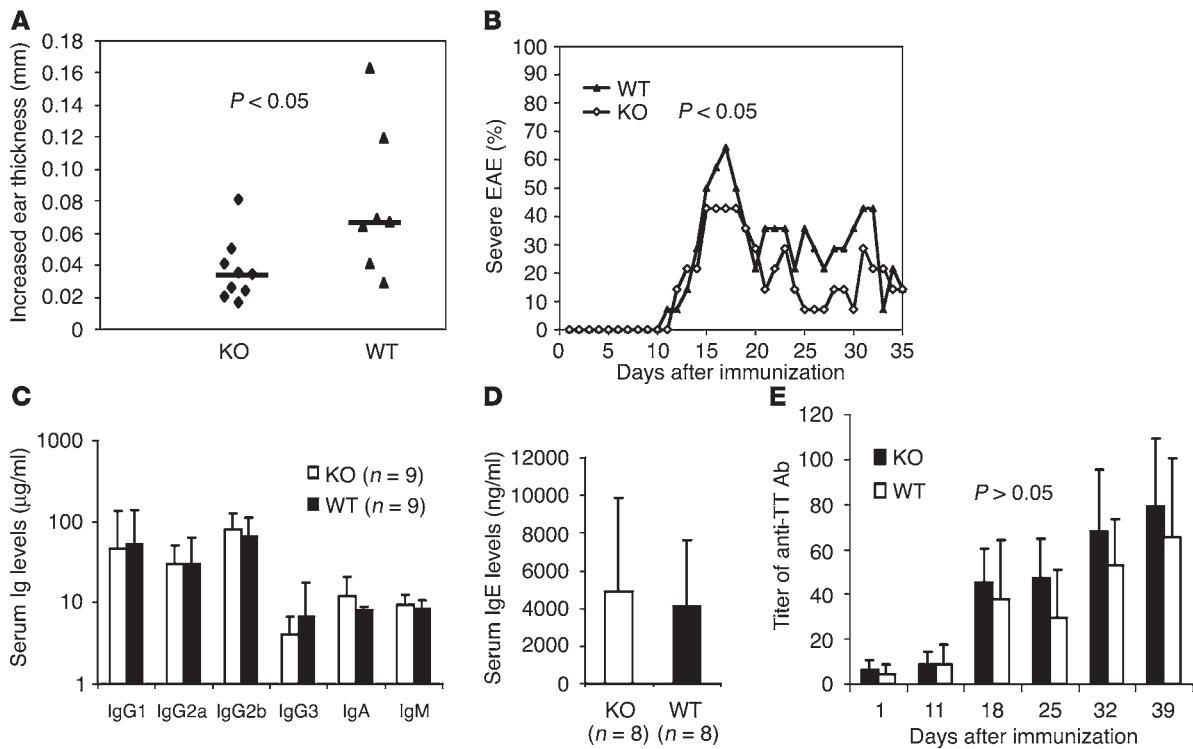 A
Increased ear thickness (mm)
0.18
0.16
0.14
0.12
0.10
0.08
0.06
0.04
0.02
0
P < 0.05
KO
WT
B
Severe EAE (%)
100
90
80
70
60
50
40
30
20
10
0
WT
KO
P < 0.05
0
5
10
15
20
25
30
35
Days after immunization
C
Serum Ig levels (μg/ml)
1000
100
10
1
KO (n = 9)
WT (n = 9)
IgG1
IgG2a
IgG2b
IgG3
IgA
IgM
D
Serum IgE levels (ng/ml)
12000
10000
8000
6000
4000
2000
0
KO
(n = 8)
WT
(n = 8)
E
Titer of anti-TT Ab
120
100
80
60
40
20
0
KO
WT
P > 0.05
1
11
18
25
32
39
Days after immunization